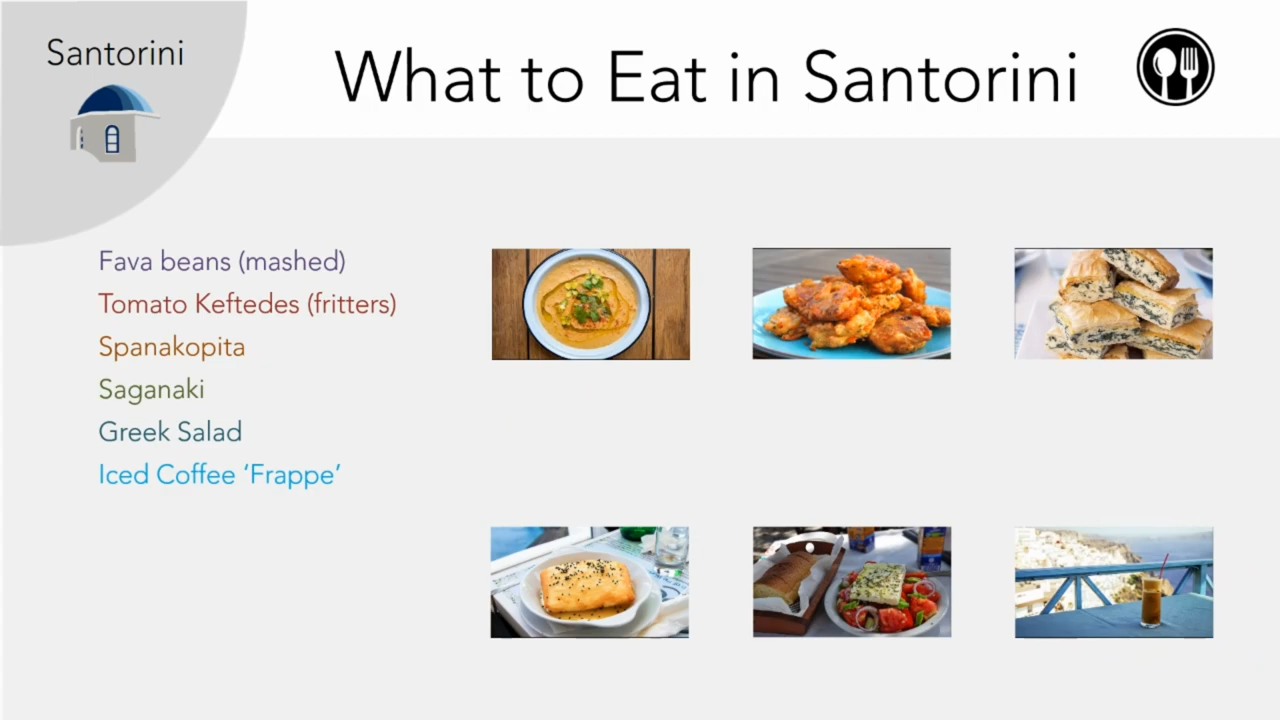 Santorini
What to Eat in Santorini
Fava beans (mashed)
Tomato Keftedes (fritters)
Spanakopita
Saganaki
Greek Salad
Iced Coffee ‘Frappe’